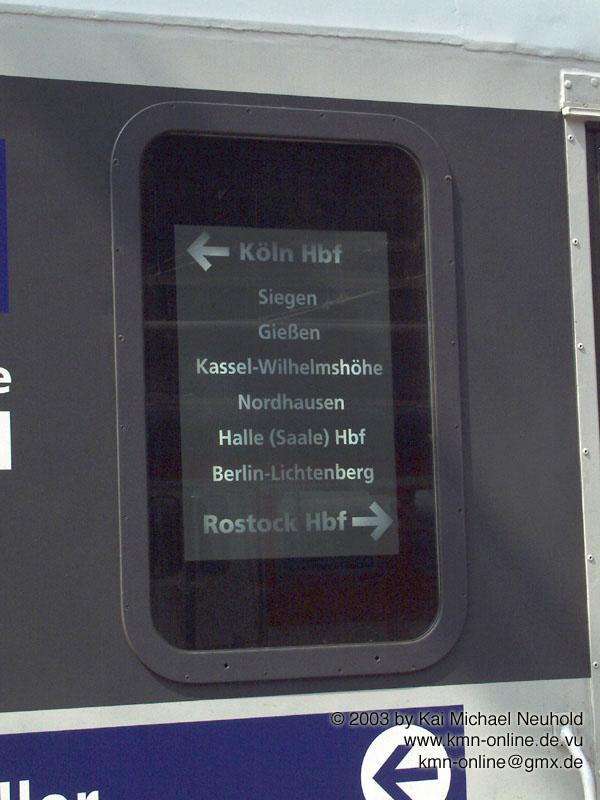 Köln Hbf
Siegen
Gießen
Kassel-Wilhelmshöhe
Nordhausen
Halle (Saale) Hbf
Berlin-Lichtenberg
Rostock Hbf
© 2003 by Kai Michael Neuhold
www.kmn-online.de.vu
kmn-online@gmx.de